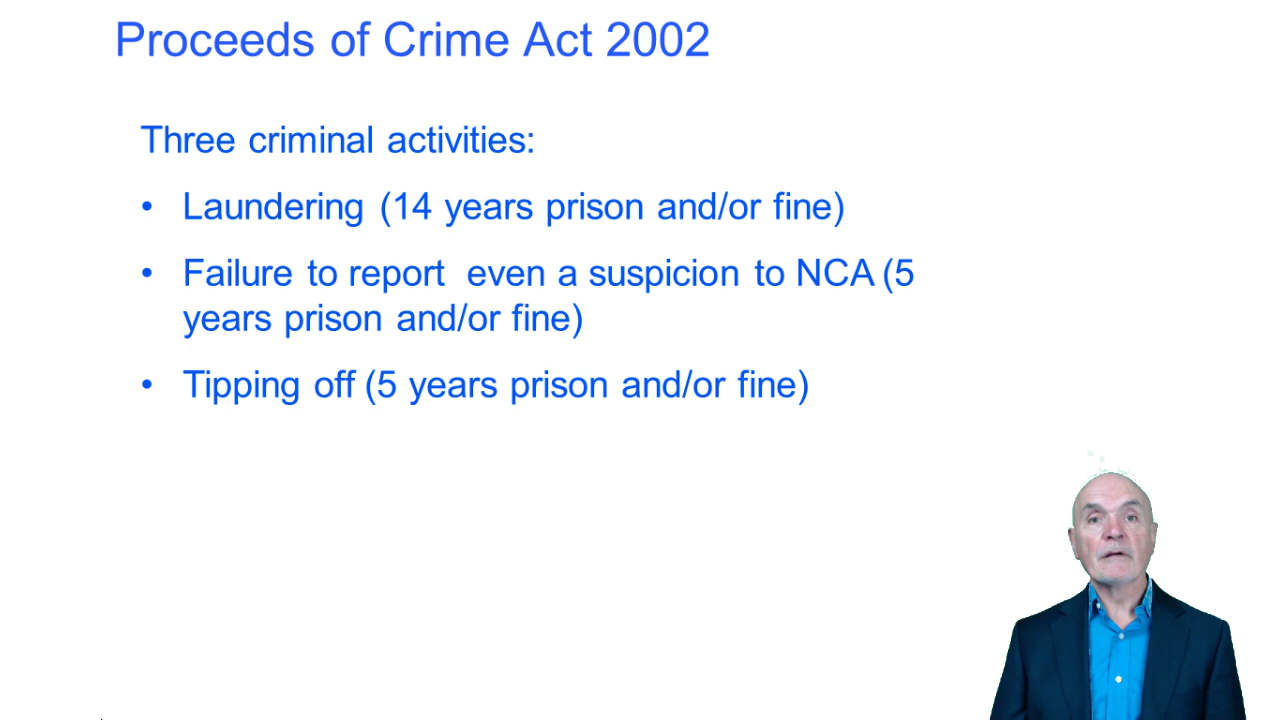 Proceeds of Crime Act 2002
Three criminal activities:
• Laundering (14 years prison and/or fine)
• Failure to report even a suspicion to NCA (5
years prison and/or fine)
• Tipping off (5 years prison and/or fine)